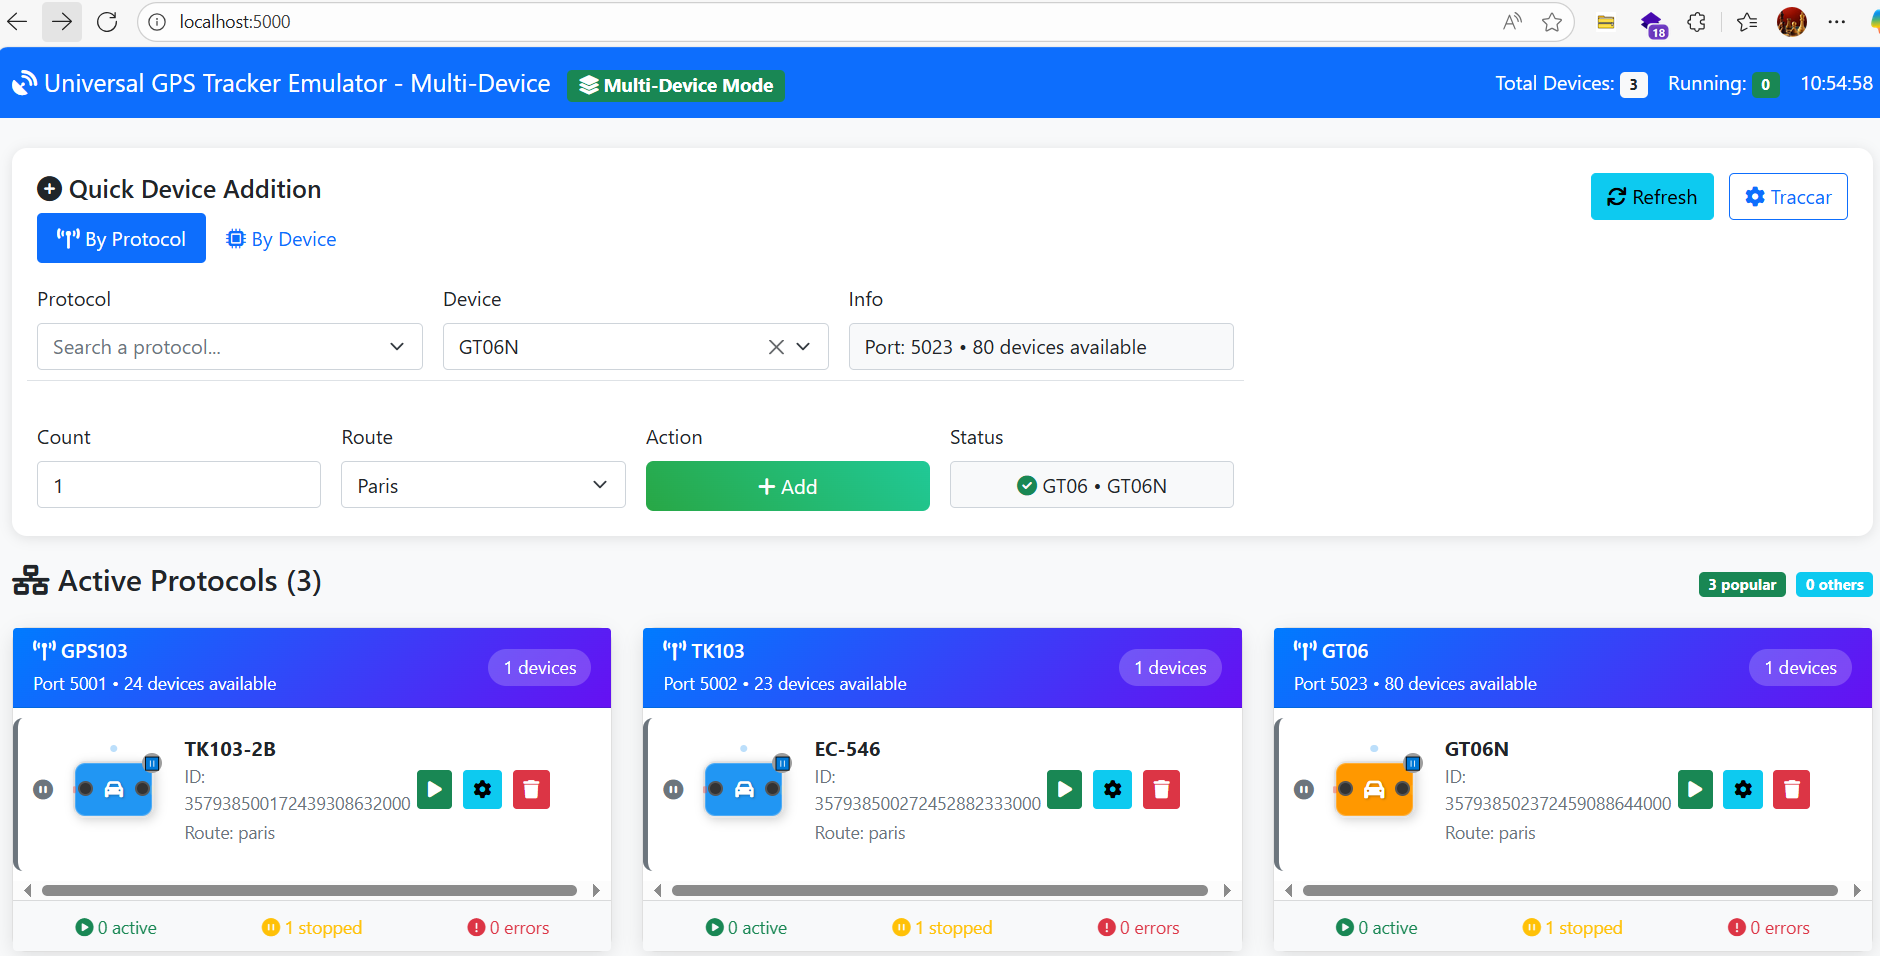 localhost:5000
18
Universal GPS Tracker Emulator - Multi-Device
Multi-Device Mode
Total Devices: 3
Running: 0
10:54:58
Quick Device Addition
Refresh
Traccar
By Protocol
By Device
Protocol
Device
Info
Search a protocol...
GT06N
Port: 5023 • 80 devices available
Count
Route
Action
Status
1
Paris
+ Add
GT06 • GT06N
Active Protocols (3)
3 popular
0 others
GPS103
Port 5001 • 24 devices available
1 devices
TK103-2B
ID:
357938500172439308632000
Route: paris
0 active
1 stopped
0 errors
TK103
Port 5002 • 23 devices available
1 devices
EC-546
ID:
357938500272452882333000
Route: paris
0 active
1 stopped
0 errors
GT06
Port 5023 • 80 devices available
1 devices
GT06N
ID:
357938502372459088644000
Route: paris
0 active
1 stopped
0 errors